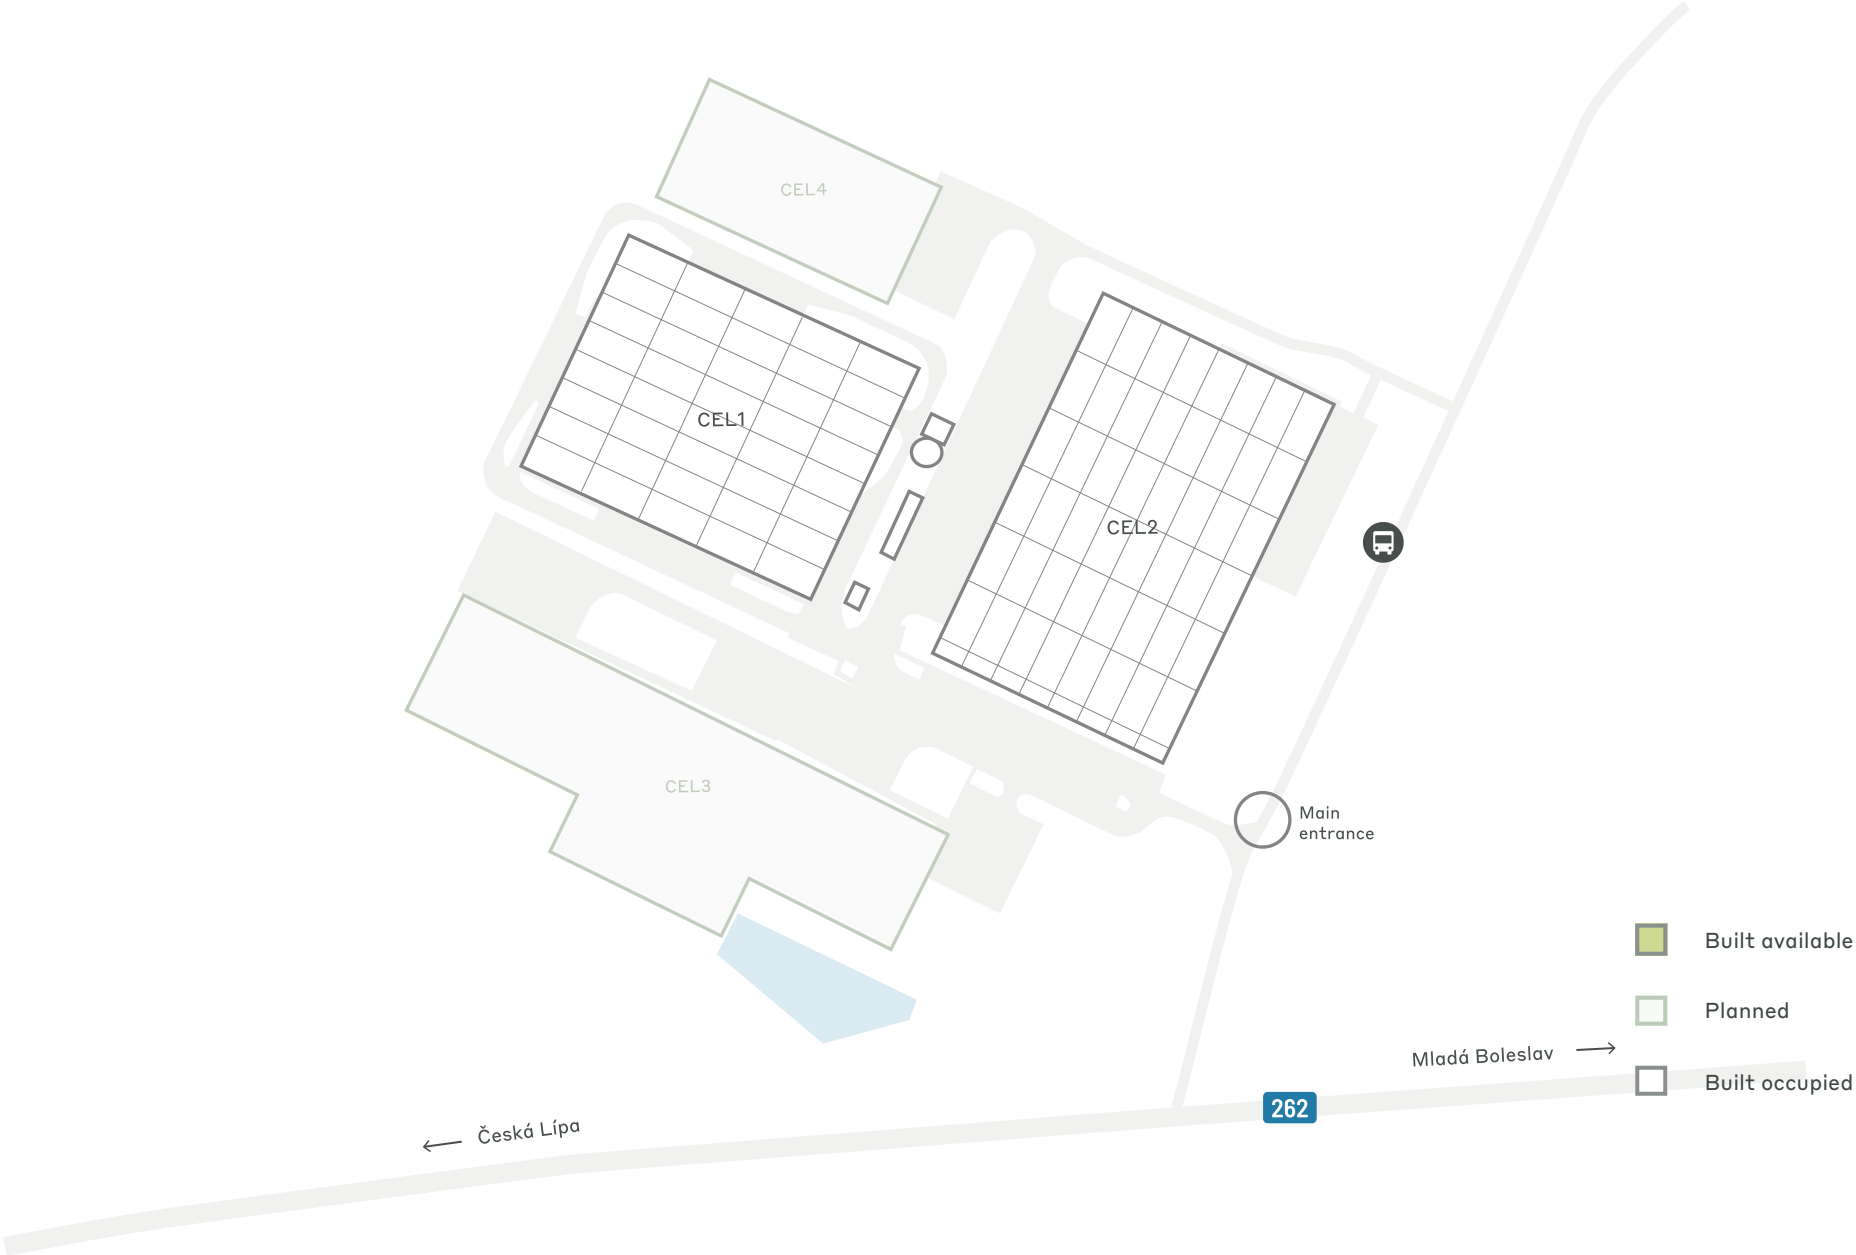 CEL4
CEL1
CEL2
CEL3
Main
entrance
Built available
Planned
Mladá Boleslav
Built occupied
262
Česká Lípa